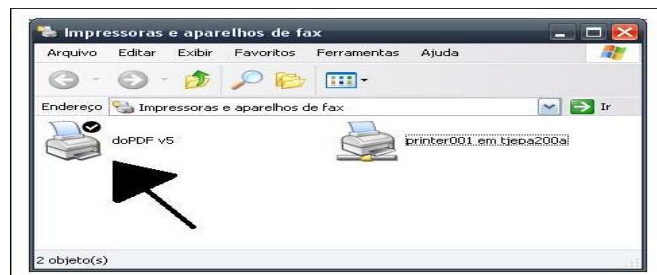 Impressoras e aparelhos de fax
Arquivo Editar Exibir Favoritos Ferramentas Ajuda
Endereço Impressoras e aparelhos de fax Ir
doPDF v5 printer001 em tjepa200a
2 objeto(s)